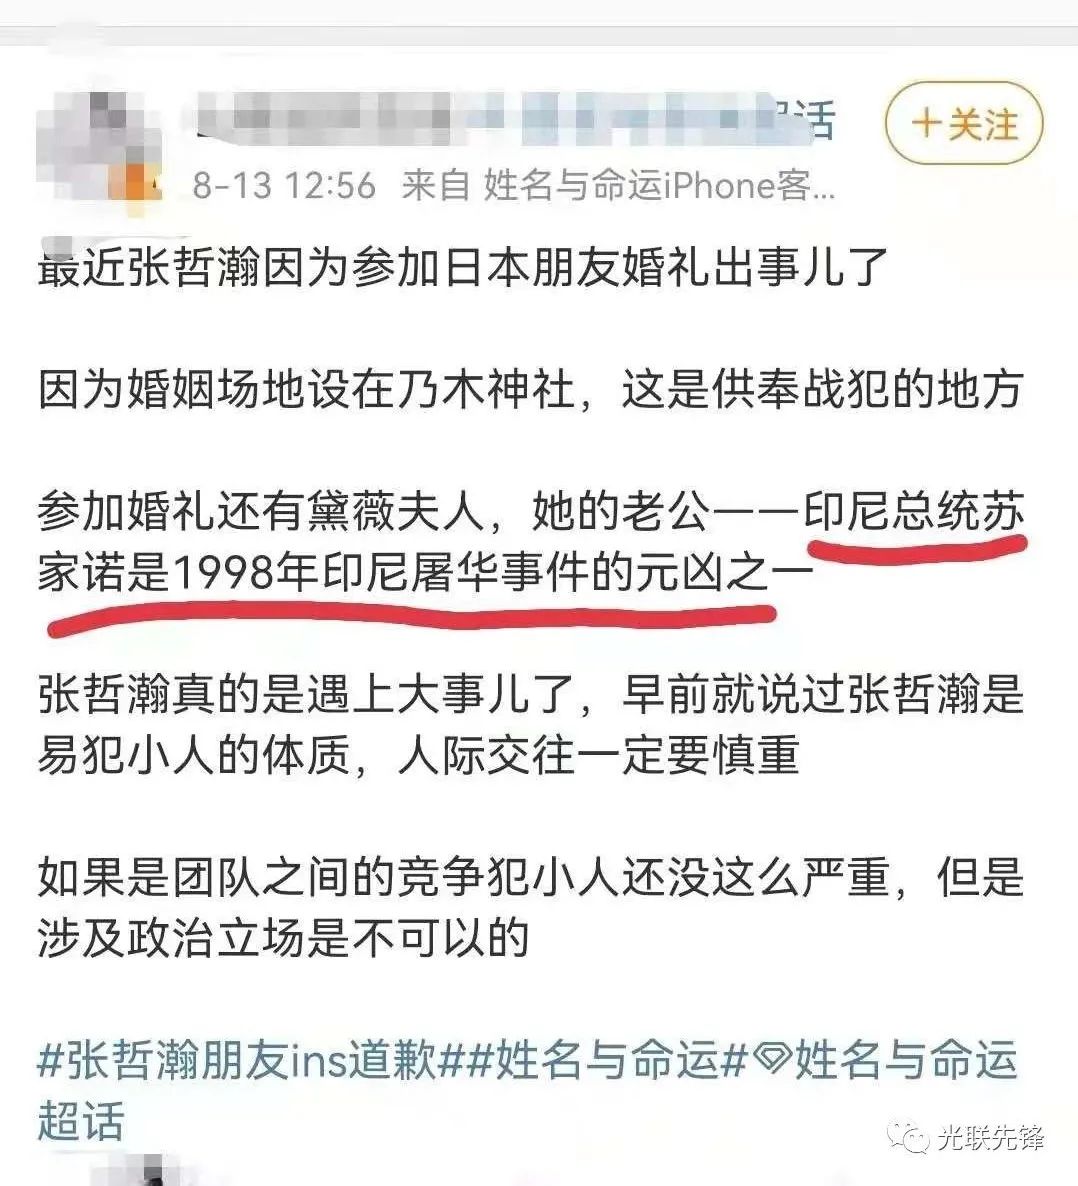 超话
+关注
8-13 12:56 来自 姓名与命运iPhone客...
最近张哲瀚因为参加日本朋友婚礼出事儿了
因为婚姻场地设在乃木神社，这是供奉战犯的地方
参加婚礼还有黛薇夫人，她的老公一一印尼总统苏
家诺是1998年印尼屠华事件的元凶之一
张哲瀚真的是遇上大事儿了，早前就说过张哲瀚是
易犯小人的体质，人际交往一定要慎重
如果是团队之间的竞争犯小人还没这么严重，但是
涉及政治立场是不可以的
#张哲瀚朋友ins道歉##姓名与命运#姓名与命运
超话
光联先锋